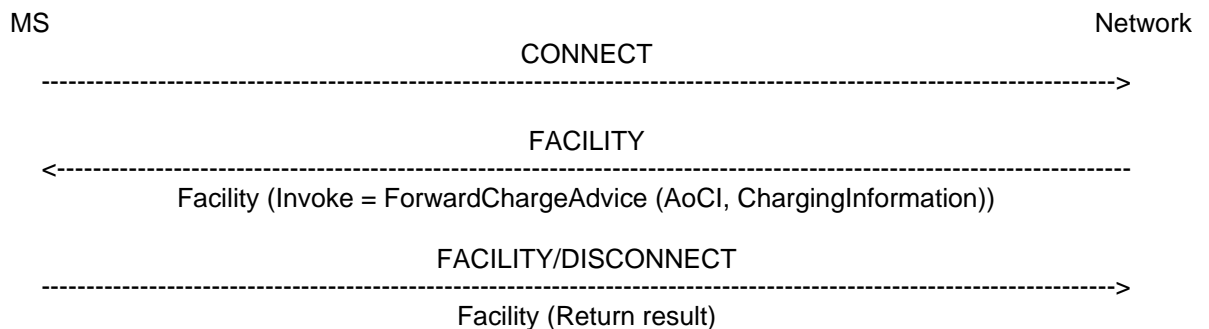 MS Network
CONNECT
------------------------------------------------------------------------------------------------------------------------>
FACILITY
<------------------------------------------------------------------------------------------------------------------------
Facility (Invoke = ForwardChargeAdvice (AoCI, ChargingInformation))
FACILITY/DISCONNECT
------------------------------------------------------------------------------------------------------------------------>
Facility (Return result)